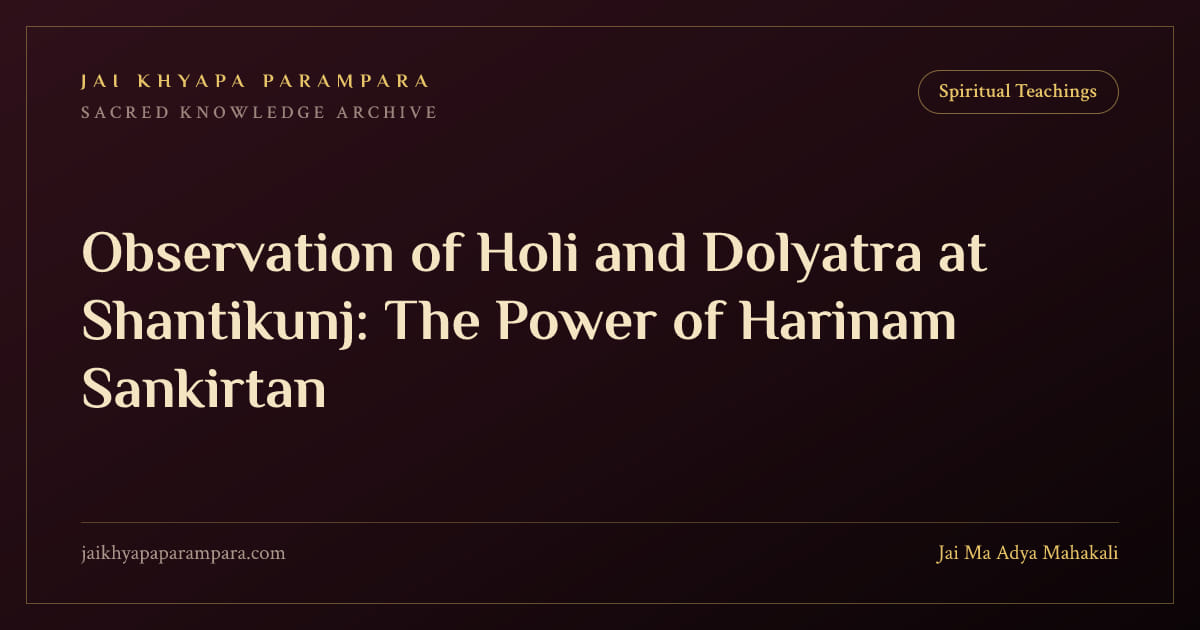 JAI KHYAPA PARAMPARA
SACRED KNOWLEDGE ARCHIVE
Spiritual Teachings
Observation of Holi and Dolyatra at
Shantikunj: The Power of Harinam
Sankirtan
jaikhyapaparampara.com
Jai Ma Adya Mahakali